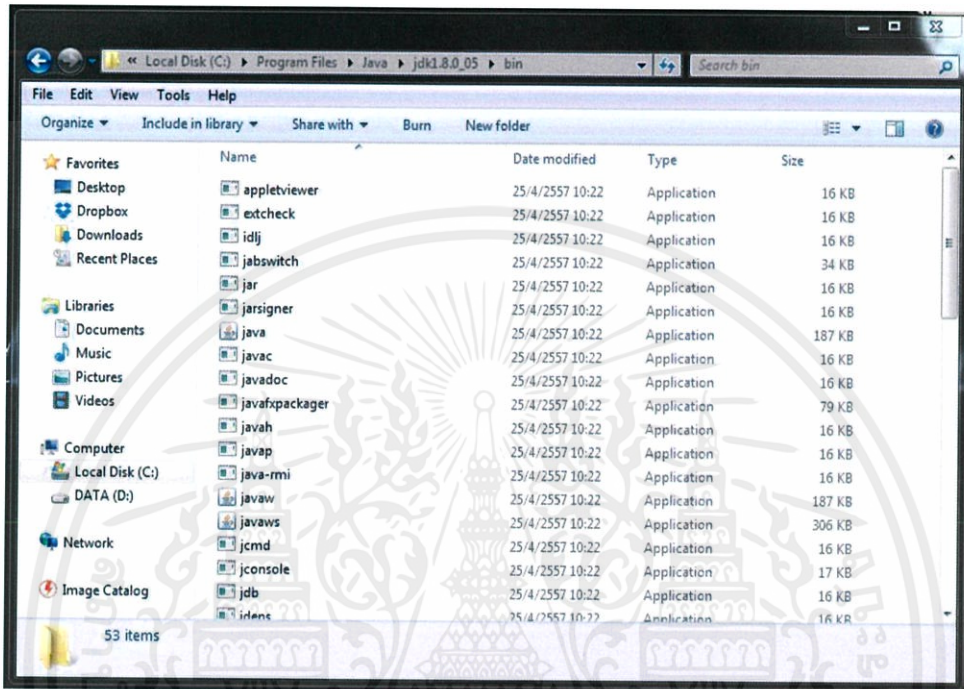 « Local Disk (C:) ▸ Program Files ▸ Java ▸ jdk1.8.0_05 ▸ bin
Search bin
File Edit View Tools Help
Organize Include in library Share with Burn New folder
Name Date modified Type Size
Favorites
Desktop
Dropbox
Downloads
Recent Places
Libraries
Documents
Music
Pictures
Videos
Computer
Local Disk (C:)
DATA (D:)
Network
Image Catalog
appletviewer 25/4/2557 10:22 Application 16 KB
extcheck 25/4/2557 10:22 Application 16 KB
idlj 25/4/2557 10:22 Application 16 KB
jabswitch 25/4/2557 10:22 Application 34 KB
jar 25/4/2557 10:22 Application 16 KB
jarsigner 25/4/2557 10:22 Application 16 KB
java 25/4/2557 10:22 Application 187 KB
javac 25/4/2557 10:22 Application 16 KB
javadoc 25/4/2557 10:22 Application 16 KB
javafxpackager 25/4/2557 10:22 Application 79 KB
javah 25/4/2557 10:22 Application 16 KB
javap 25/4/2557 10:22 Application 16 KB
java-rmi 25/4/2557 10:22 Application 16 KB
javaw 25/4/2557 10:22 Application 187 KB
javaws 25/4/2557 10:22 Application 306 KB
jcmd 25/4/2557 10:22 Application 16 KB
jconsole 25/4/2557 10:22 Application 17 KB
jdb 25/4/2557 10:22 Application 16 KB
jdeps 25/4/2557 10:22 Application 16 KB
53 items